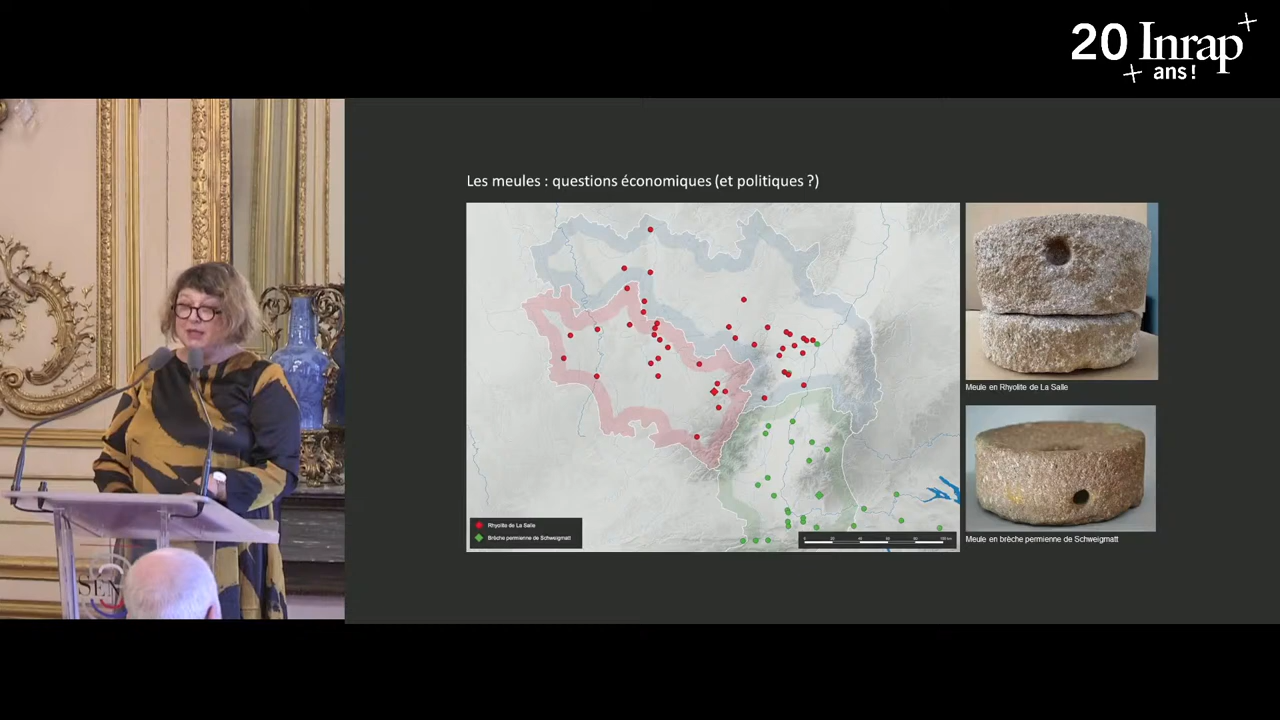 20 Inrap
ans !
Les meules : questions économiques (et politiques ?)
Meule en Rhyolite de La Salle
Rhyolite de La Salle
Brèche permienne de Schweigmatt
Meule en brèche permienne de Schweigmatt
SEN